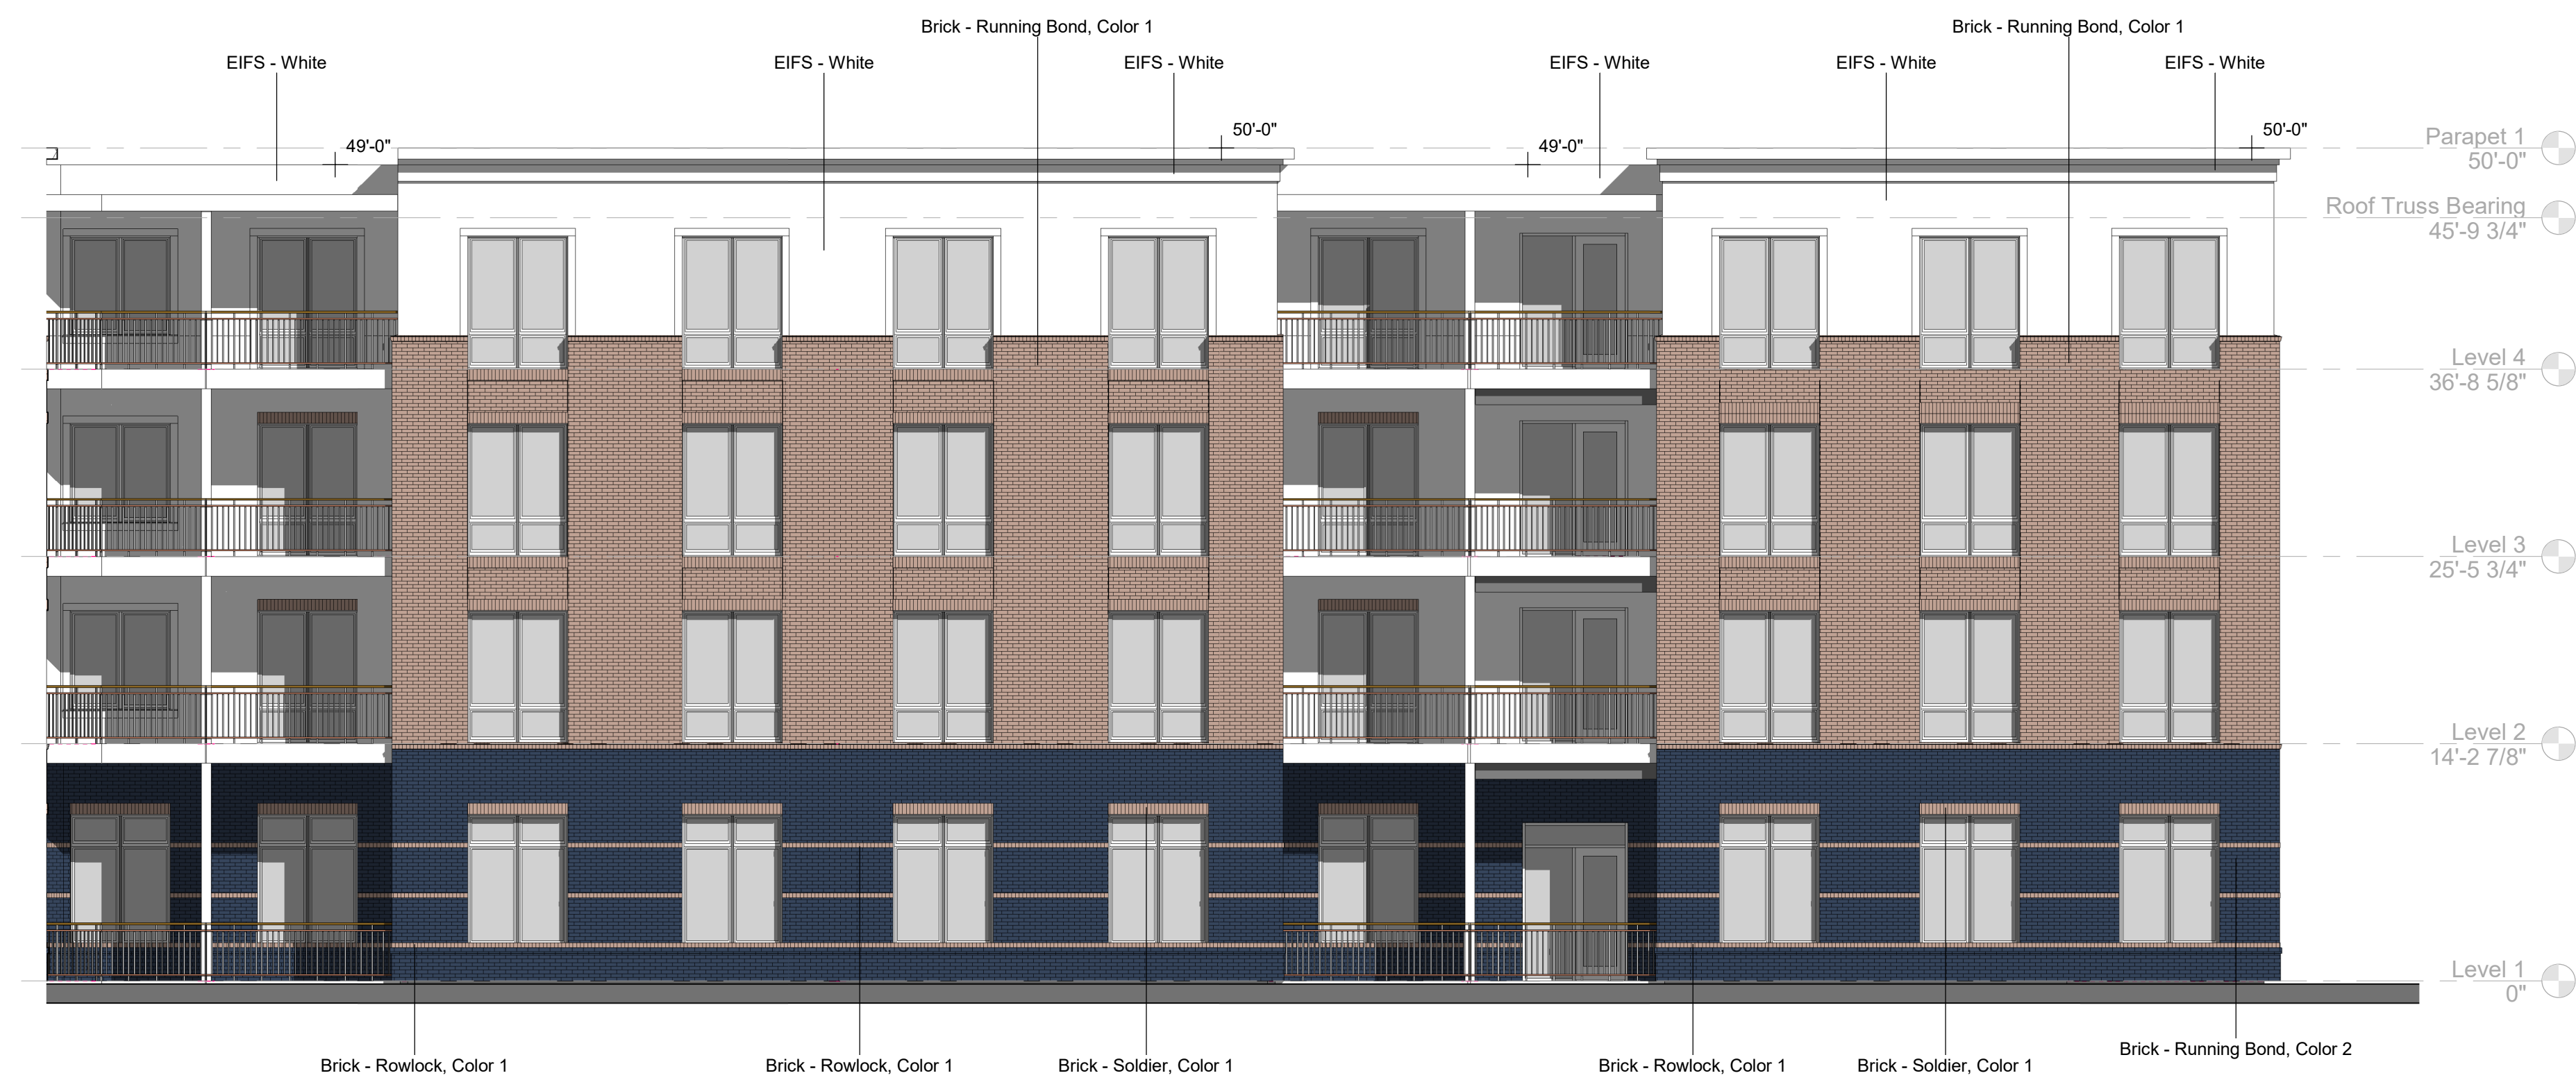 Brick - Running Bond, Color 1
Brick - Running Bond, Color 1
EIFS - White
EIFS - White
EIFS - White
EIFS - White
EIFS - White
EIFS - White
49'-0"
50'-0"
49'-0"
50'-0"
Parapet 1
50'-0"
Roof Truss Bearing
45'-9 3/4"
Level 4
36'-8 5/8"
Level 3
25'-5 3/4"
Level 2
14'-2 7/8"
Level 1
0"
Brick - Rowlock, Color 1
Brick - Rowlock, Color 1
Brick - Soldier, Color 1
Brick - Rowlock, Color 1
Brick - Soldier, Color 1
Brick - Running Bond, Color 2